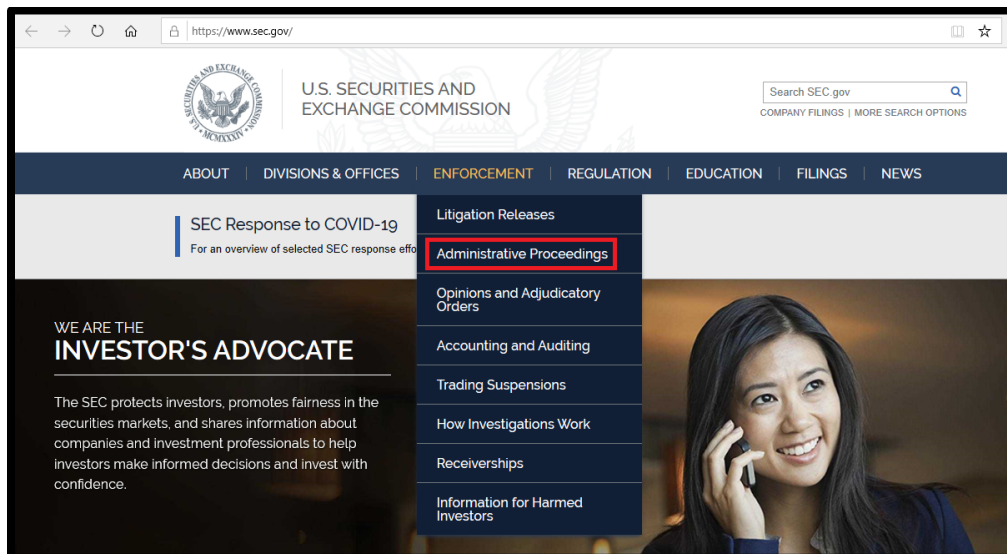 https://www.sec.gov/
U.S. SECURITIES AND
EXCHANGE COMMISSION
Search SEC.gov
COMPANY FILINGS | MORE SEARCH OPTIONS
ABOUT | DIVISIONS & OFFICES | ENFORCEMENT | REGULATION | EDUCATION | FILINGS | NEWS
SEC Response to COVID-19
For an overview of selected SEC response effo
Litigation Releases
Administrative Proceedings
Opinions and Adjudicatory
Orders
Accounting and Auditing
Trading Suspensions
How Investigations Work
Receiverships
Information for Harmed
Investors
WE ARE THE
INVESTOR'S ADVOCATE
The SEC protects investors, promotes fairness in the
securities markets, and shares information about
companies and investment professionals to help
investors make informed decisions and invest with
confidence.